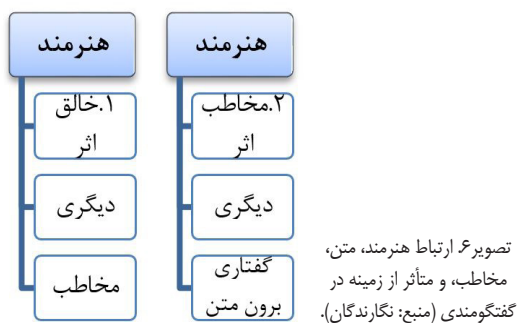 هنرمند
۲.مخاطب
اثر
دیگری
گفتاری
برون متن
هنرمند
۱.خالق
اثر
دیگری
مخاطب
تصویر۶. ارتباط هنرمند، متن،
مخاطب، و متأثر از زمینه در
گفتگومندی (منبع: نگارندگان).